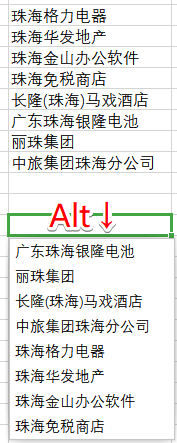 珠海格力电器
珠海华发地产
珠海金山办公软件
珠海免税商店
长隆(珠海)马戏酒店
广东珠海银隆电池
丽珠集团
中旅集团珠海分公司
Alt↓
广东珠海银隆电池
丽珠集团
长隆(珠海)马戏酒店
中旅集团珠海分公司
珠海格力电器
珠海华发地产
珠海金山办公软件
珠海免税商店